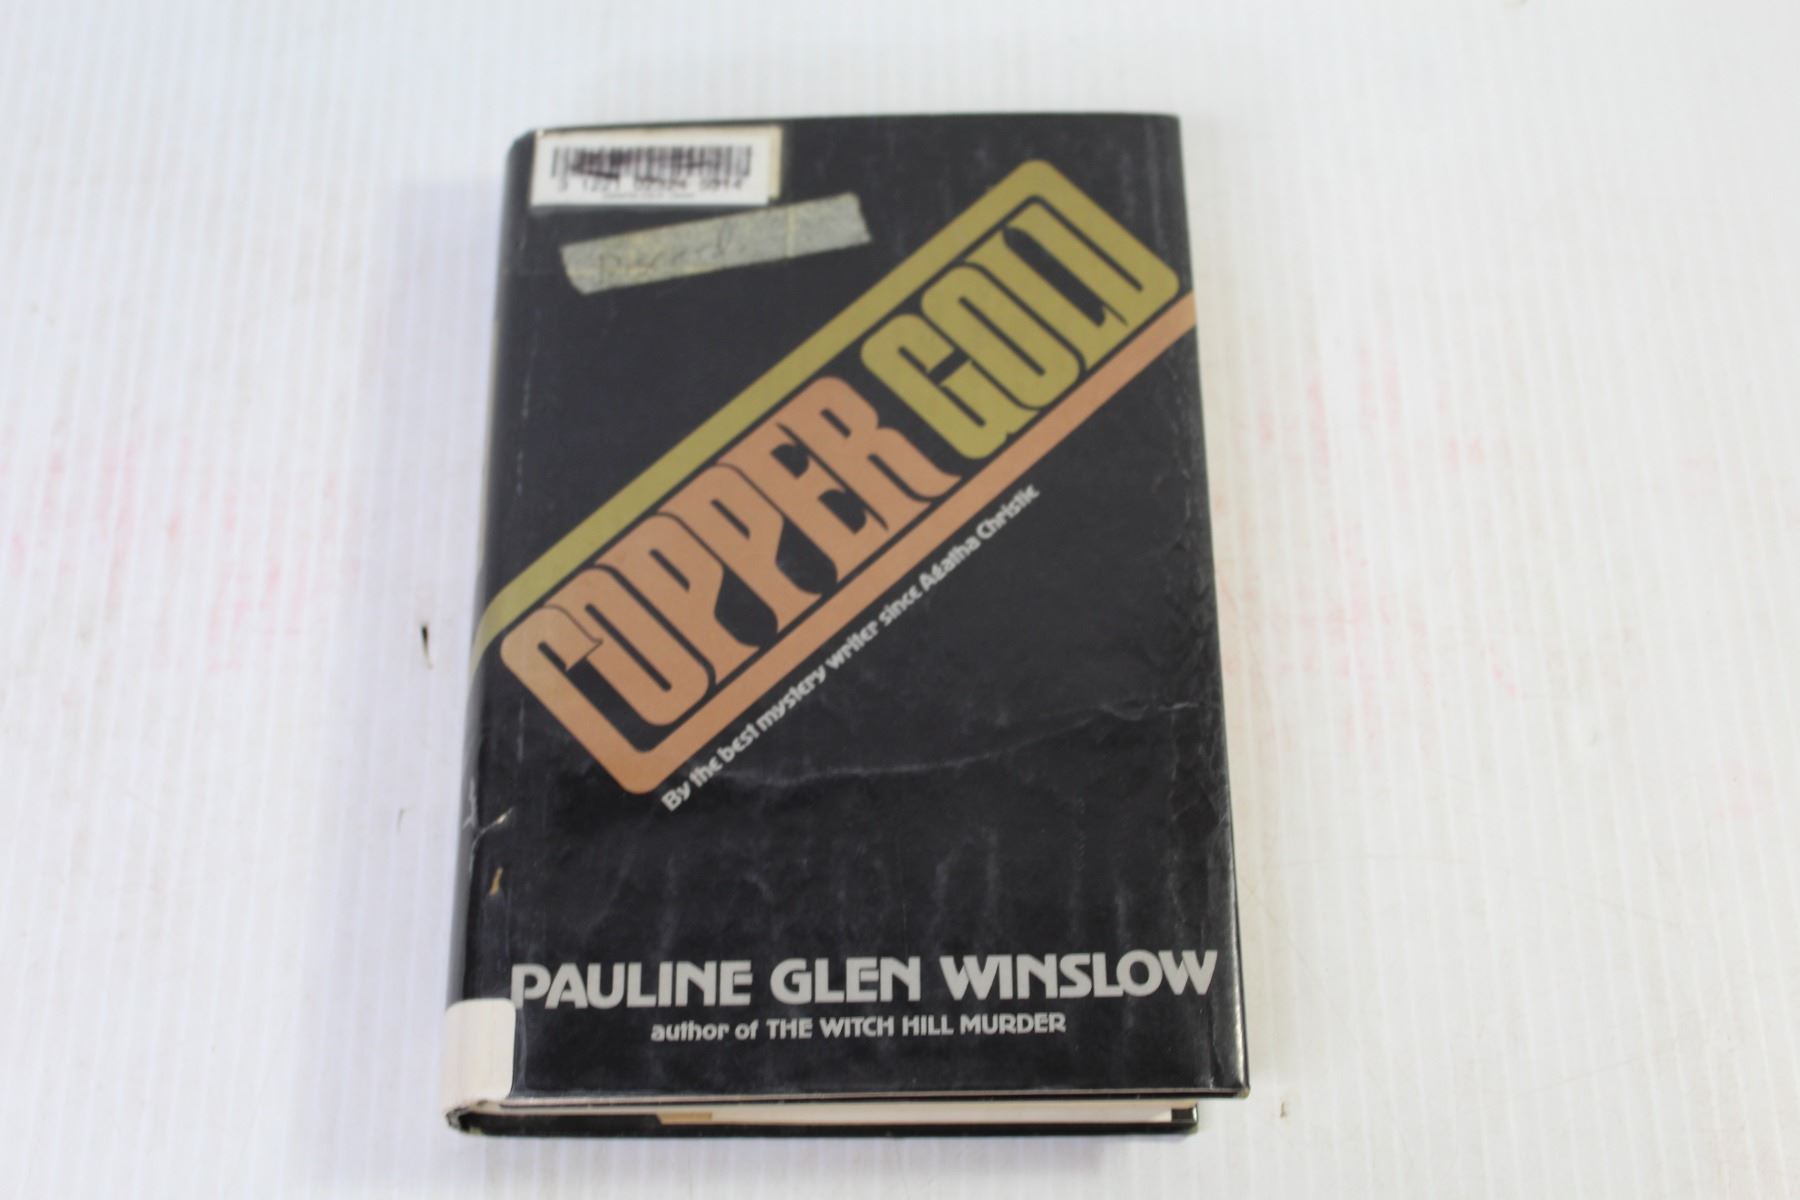 COPPER GOLD
By the best mystery writer since Agatha Christie
PAULINE GLEN WINSLOW
author of THE WITCH HILL MURDER